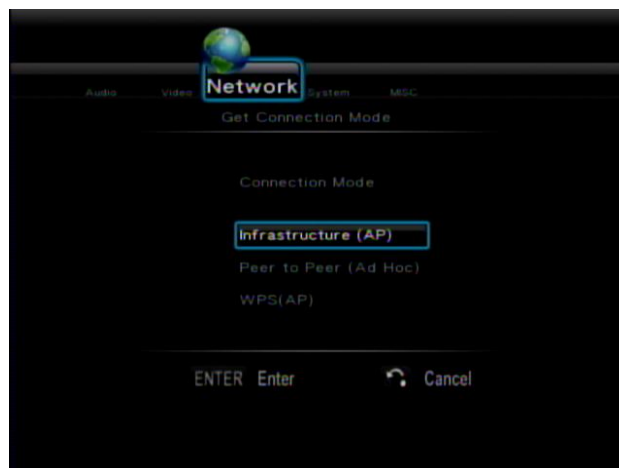 Audio Video Network System MISC
Get Connection Mode
Connection Mode
Infrastructure (AP)
Peer to Peer (Ad Hoc)
WPS(AP)
ENTER Enter Cancel